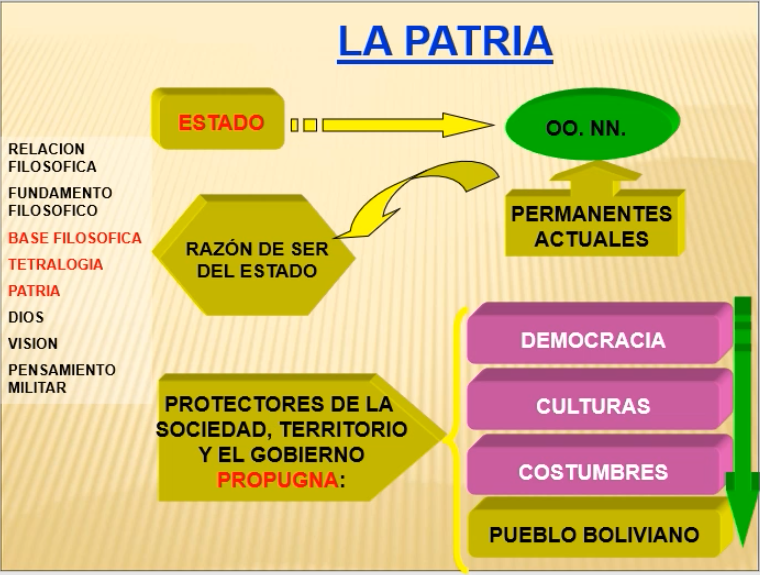 LA PATRIA
ESTADO
OO. NN.
RELACION
FILOSOFICA
FUNDAMENTO
FILOSOFICO
BASE FILOSOFICA
TETRALOGIA
PATRIA
DIOS
VISION
PENSAMIENTO
MILITAR
RAZÓN DE SER
DEL ESTADO
PERMANENTES
ACTUALES
PROTECTORES DE LA
SOCIEDAD, TERRITORIO
Y EL GOBIERNO
PROPUGNA:
DEMOCRACIA
CULTURAS
COSTUMBRES
PUEBLO BOLIVIANO